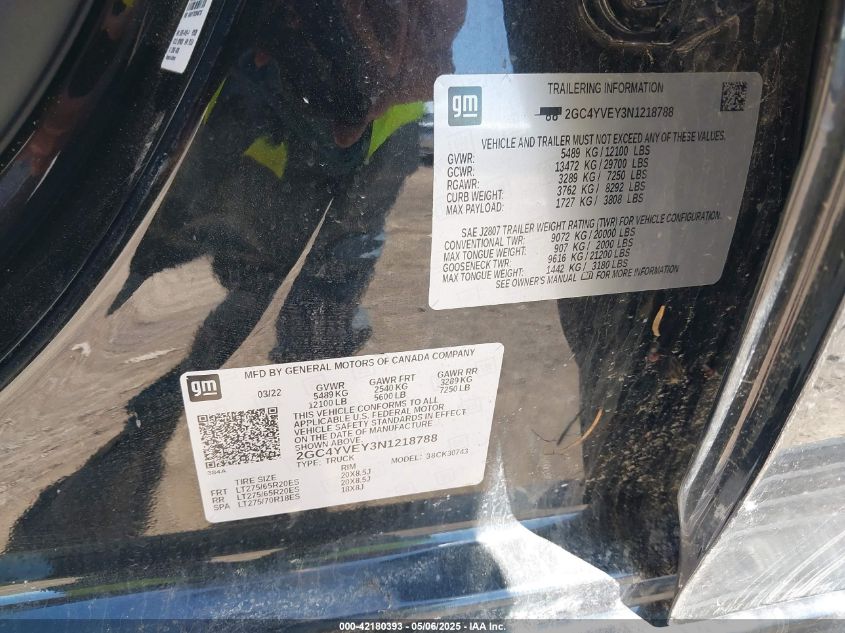 TRAILERING INFORMATION
gm
2GC4YVEY3N1218788
VEHICLE AND TRAILER MUST NOT EXCEED ANY OF THESE VALUES.
GVWR: 5489 KG / 12100 LBS
GCWR: 13472 KG / 29700 LBS
RGAWR: 3289 KG / 7250 LBS
CURB WEIGHT: 3762 KG / 8292 LBS
MAX PAYLOAD: 1727 KG / 3808 LBS
SAE J2807 TRAILER WEIGHT RATING (TWR) FOR VEHICLE CONFIGURATION.
CONVENTIONAL TWR: 9072 KG / 20000 LBS
MAX TONGUE WEIGHT: 907 KG / 2000 LBS
GOOSENECK TWR: 9616 KG / 21200 LBS
MAX TONGUE WEIGHT: 1442 KG / 3180 LBS
SEE OWNER'S MANUAL FOR MORE INFORMATION
gm
MFD BY GENERAL MOTORS OF CANADA COMPANY
03/22 GVWR GAWR FRT GAWR RR
5489 KG 2540 KG 3289 KG
12100 LB 5600 LB 7250 LB
THIS VEHICLE CONFORMS TO ALL
APPLICABLE U.S. FEDERAL MOTOR
VEHICLE SAFETY STANDARDS IN EFFECT
ON THE DATE OF MANUFACTURE
SHOWN ABOVE.
2GC4YVEY3N1218788
384A TYPE: TRUCK MODEL: 38CK30743
TIRE SIZE RIM
FRT LT275/65R20ES 20X8.5J
RR LT275/65R20ES 20X8.5J
SPA LT275/70R18ES 18X8J
000-42180393 - 05/06/2025 - IAA, Inc.